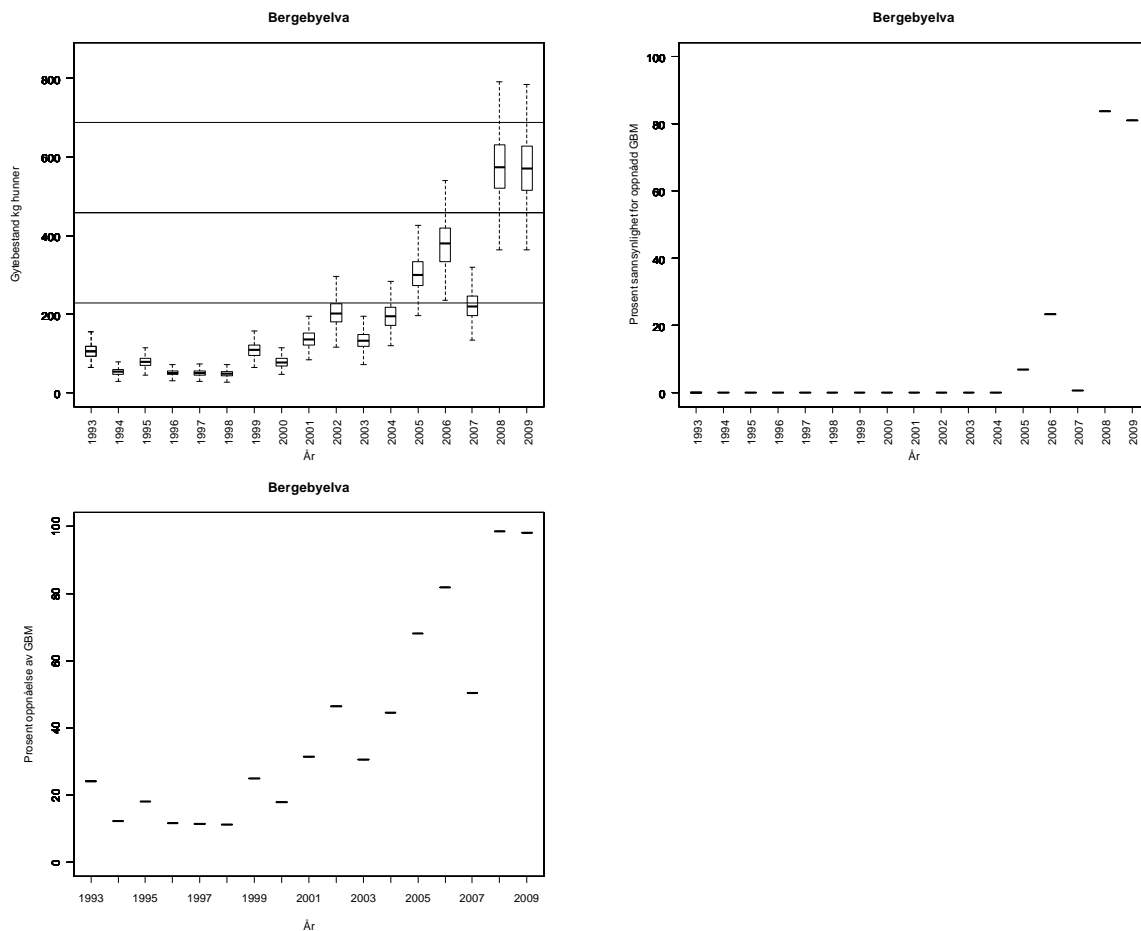 Bergebyelva
Gytebestand kg hunner
800
600
400
200
0
1993 1994 1995 1996 1997 1998 1999 2000 2001 2002 2003 2004 2005 2006 2007 2008 2009
År
Bergebyelva
Prosent sannsynlighet for oppnådd GBM
100
80
60
40
20
0
1993 1994 1995 1996 1997 1998 1999 2000 2001 2002 2003 2004 2005 2006 2007 2008 2009
År
Bergebyelva
Prosent oppnåelse av GBM
100
80
60
40
20
0
1993 1995 1997 1999 2001 2003 2005 2007 2009
År